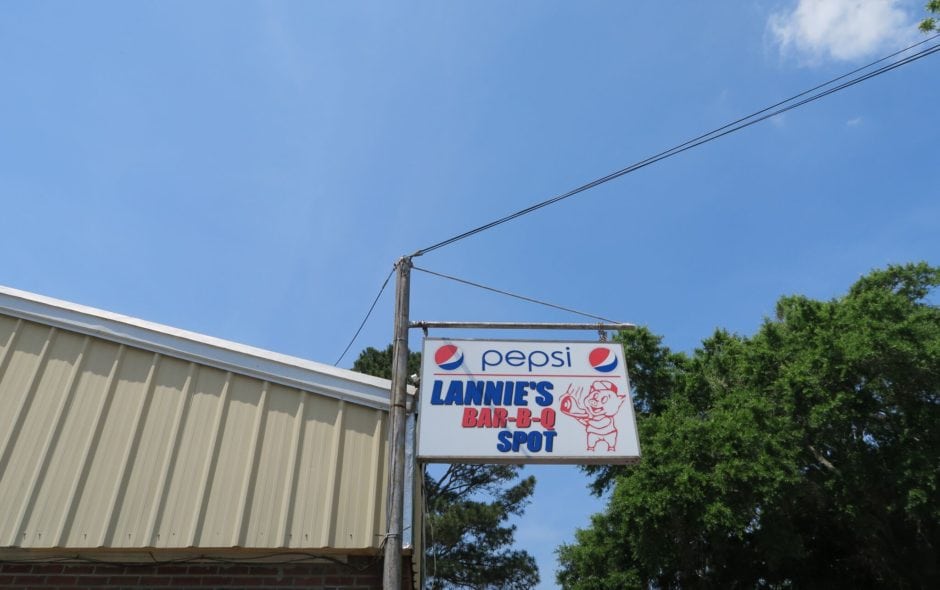 pepsi
LANNIE'S
BAR-B-Q
SPOT